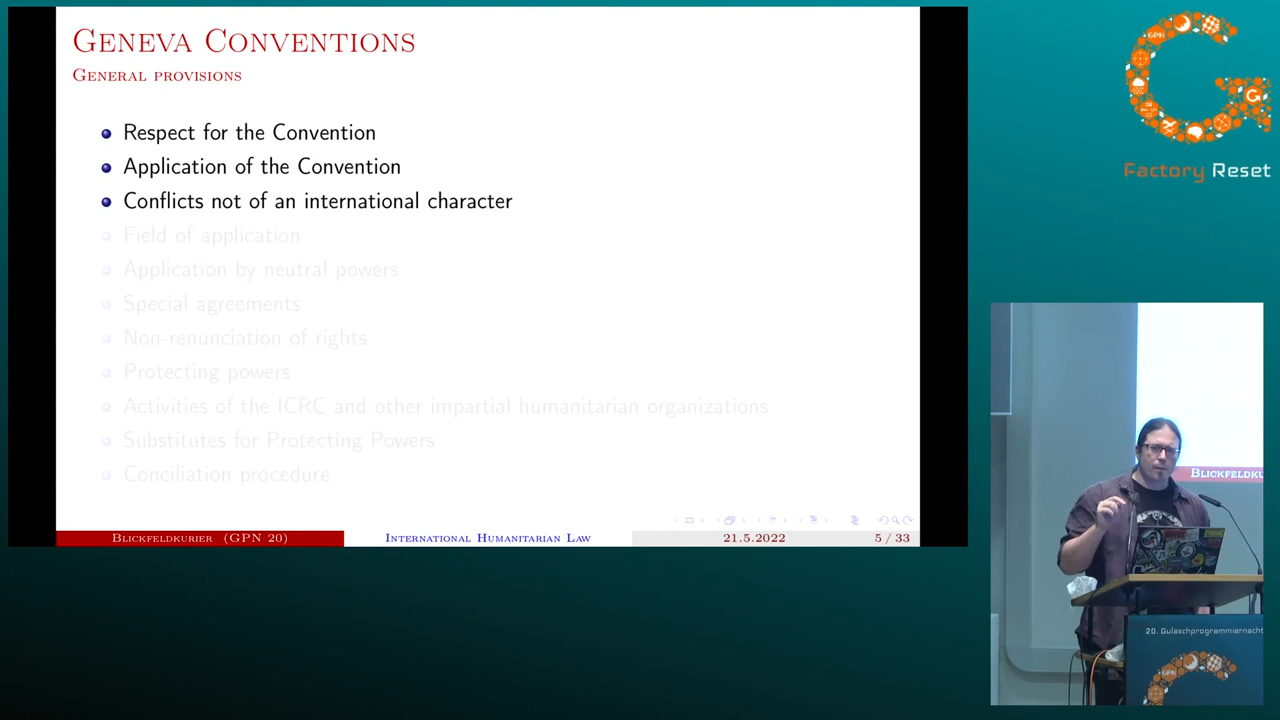 GENEVA CONVENTIONS
GENERAL PROVISIONS
Respect for the Convention
Application of the Convention
Conflicts not of an international character
Field of application
Application by neutral powers
Special agreements
Non-renunciation of rights
Protecting powers
Activities of the ICRC and other impartial humanitarian organizations
Substitutes for Protecting Powers
Conciliation procedure
BLICKFELDKURIER (GPN 20)
INTERNATIONAL HUMANITARIAN LAW
21.5.2022
5 / 33
GPN
G
Factory Reset
BLICKFELDKU
20. Gulaschprogrammiernacht
GPN